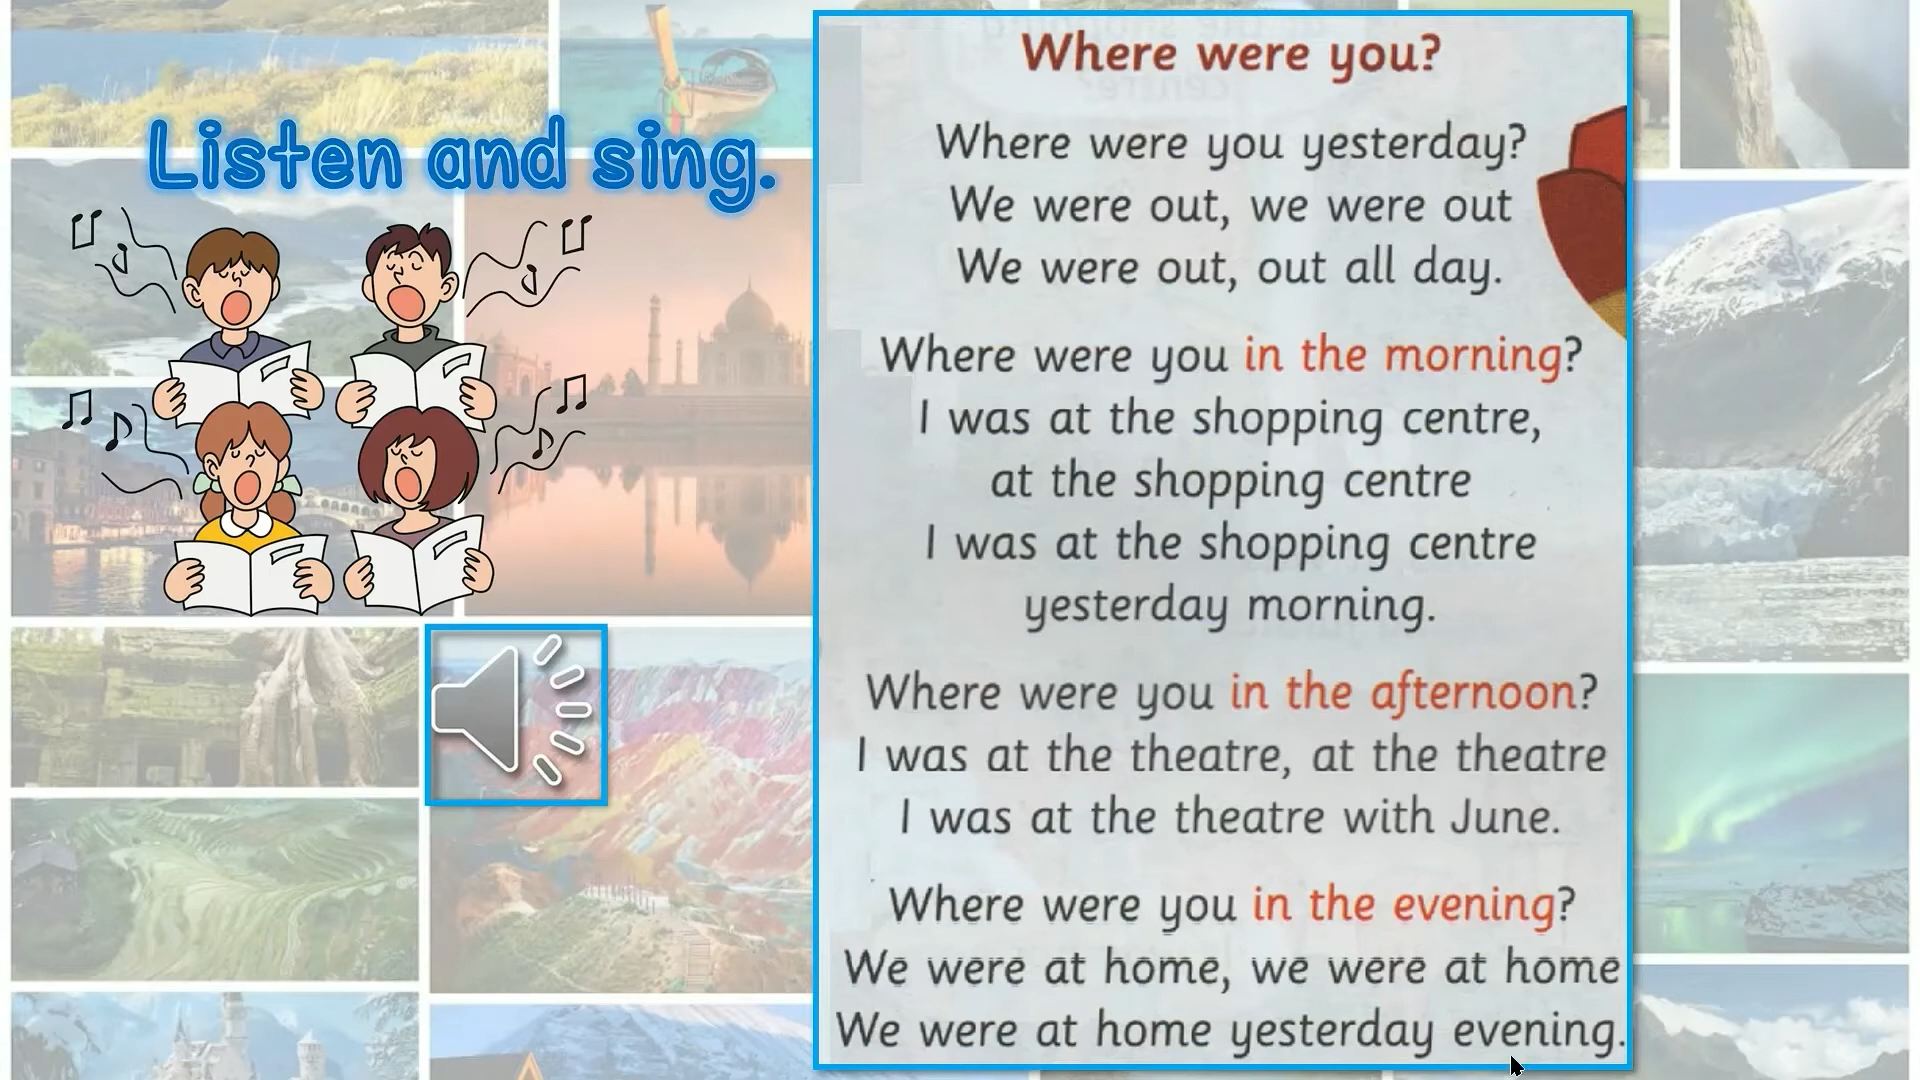 Listen and sing.
Where were you?
Where were you yesterday?
We were out, we were out
We were out, out all day.
Where were you in the morning?
I was at the shopping centre,
at the shopping centre
I was at the shopping centre
yesterday morning.
Where were you in the afternoon?
I was at the theatre, at the theatre
I was at the theatre with June.
Where were you in the evening?
We were at home, we were at home
We were at home yesterday evening.